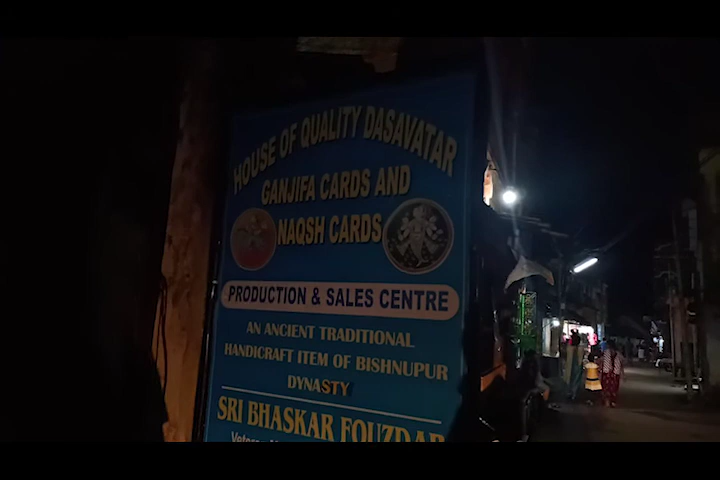 HOUSE OF QUALITY DASAVATAR
GANJIFA CARDS AND
NAQSH CARDS
PRODUCTION & SALES CENTRE
AN ANCIENT TRADITIONAL
HANDICRAFT ITEM OF BISHNUPUR
DYNASTY
SRI BHASKAR FOUZDAR